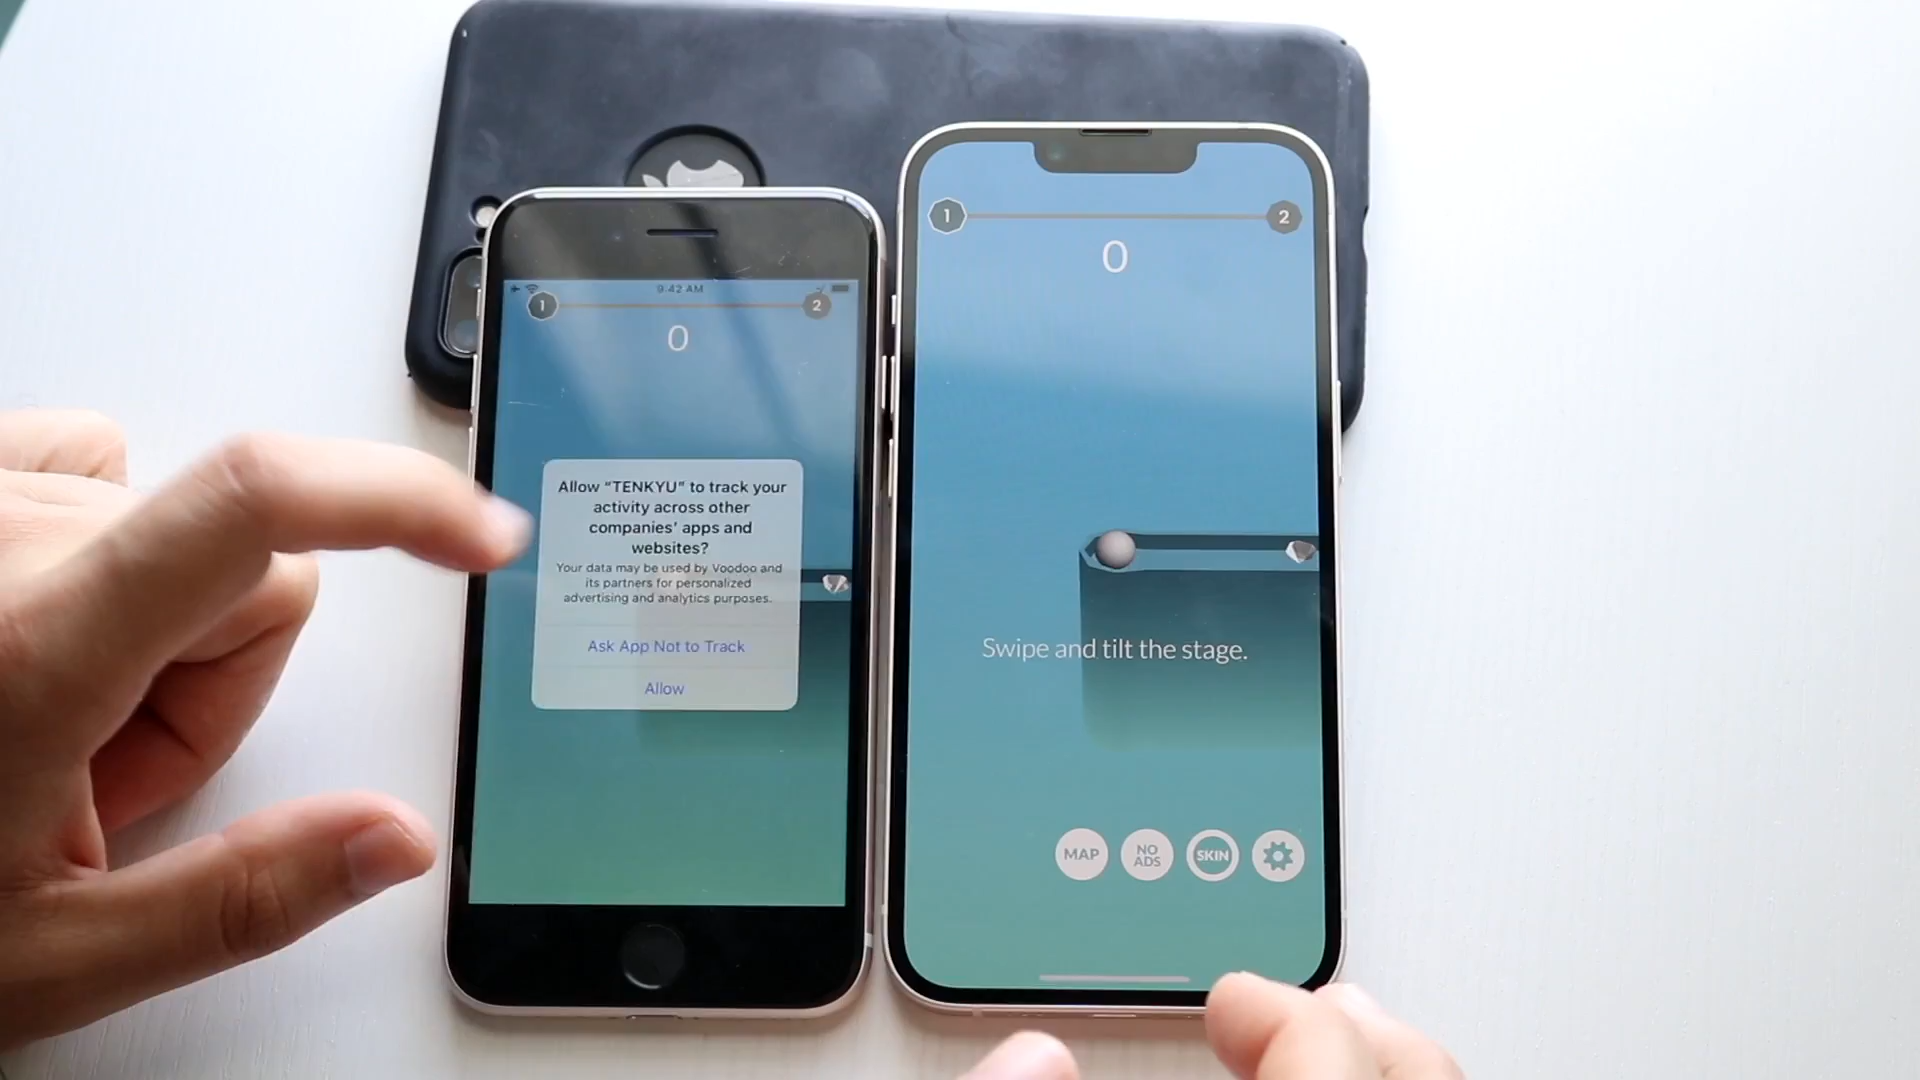 9:42 AM
1
2
0
Allow “TENKYU” to track your
activity across other
companies’ apps and
websites?
Your data may be used by Voodoo and
its partners for personalized
advertising and analytics purposes.
Ask App Not to Track
Allow
1
2
0
Swipe and tilt the stage.
MAP
NO
ADS
SKIN